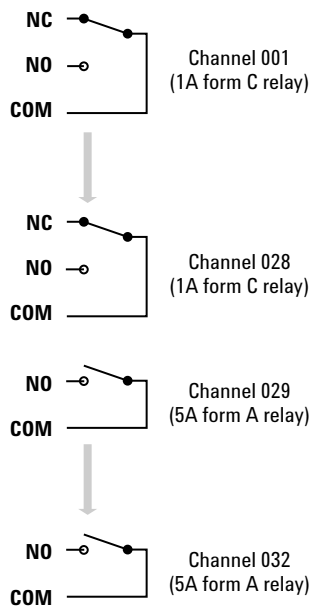 NC
NO
COM
Channel 001
(1A form C relay)
NC
NO
COM
Channel 028
(1A form C relay)
NO
COM
Channel 029
(5A form A relay)
NO
COM
Channel 032
(5A form A relay)